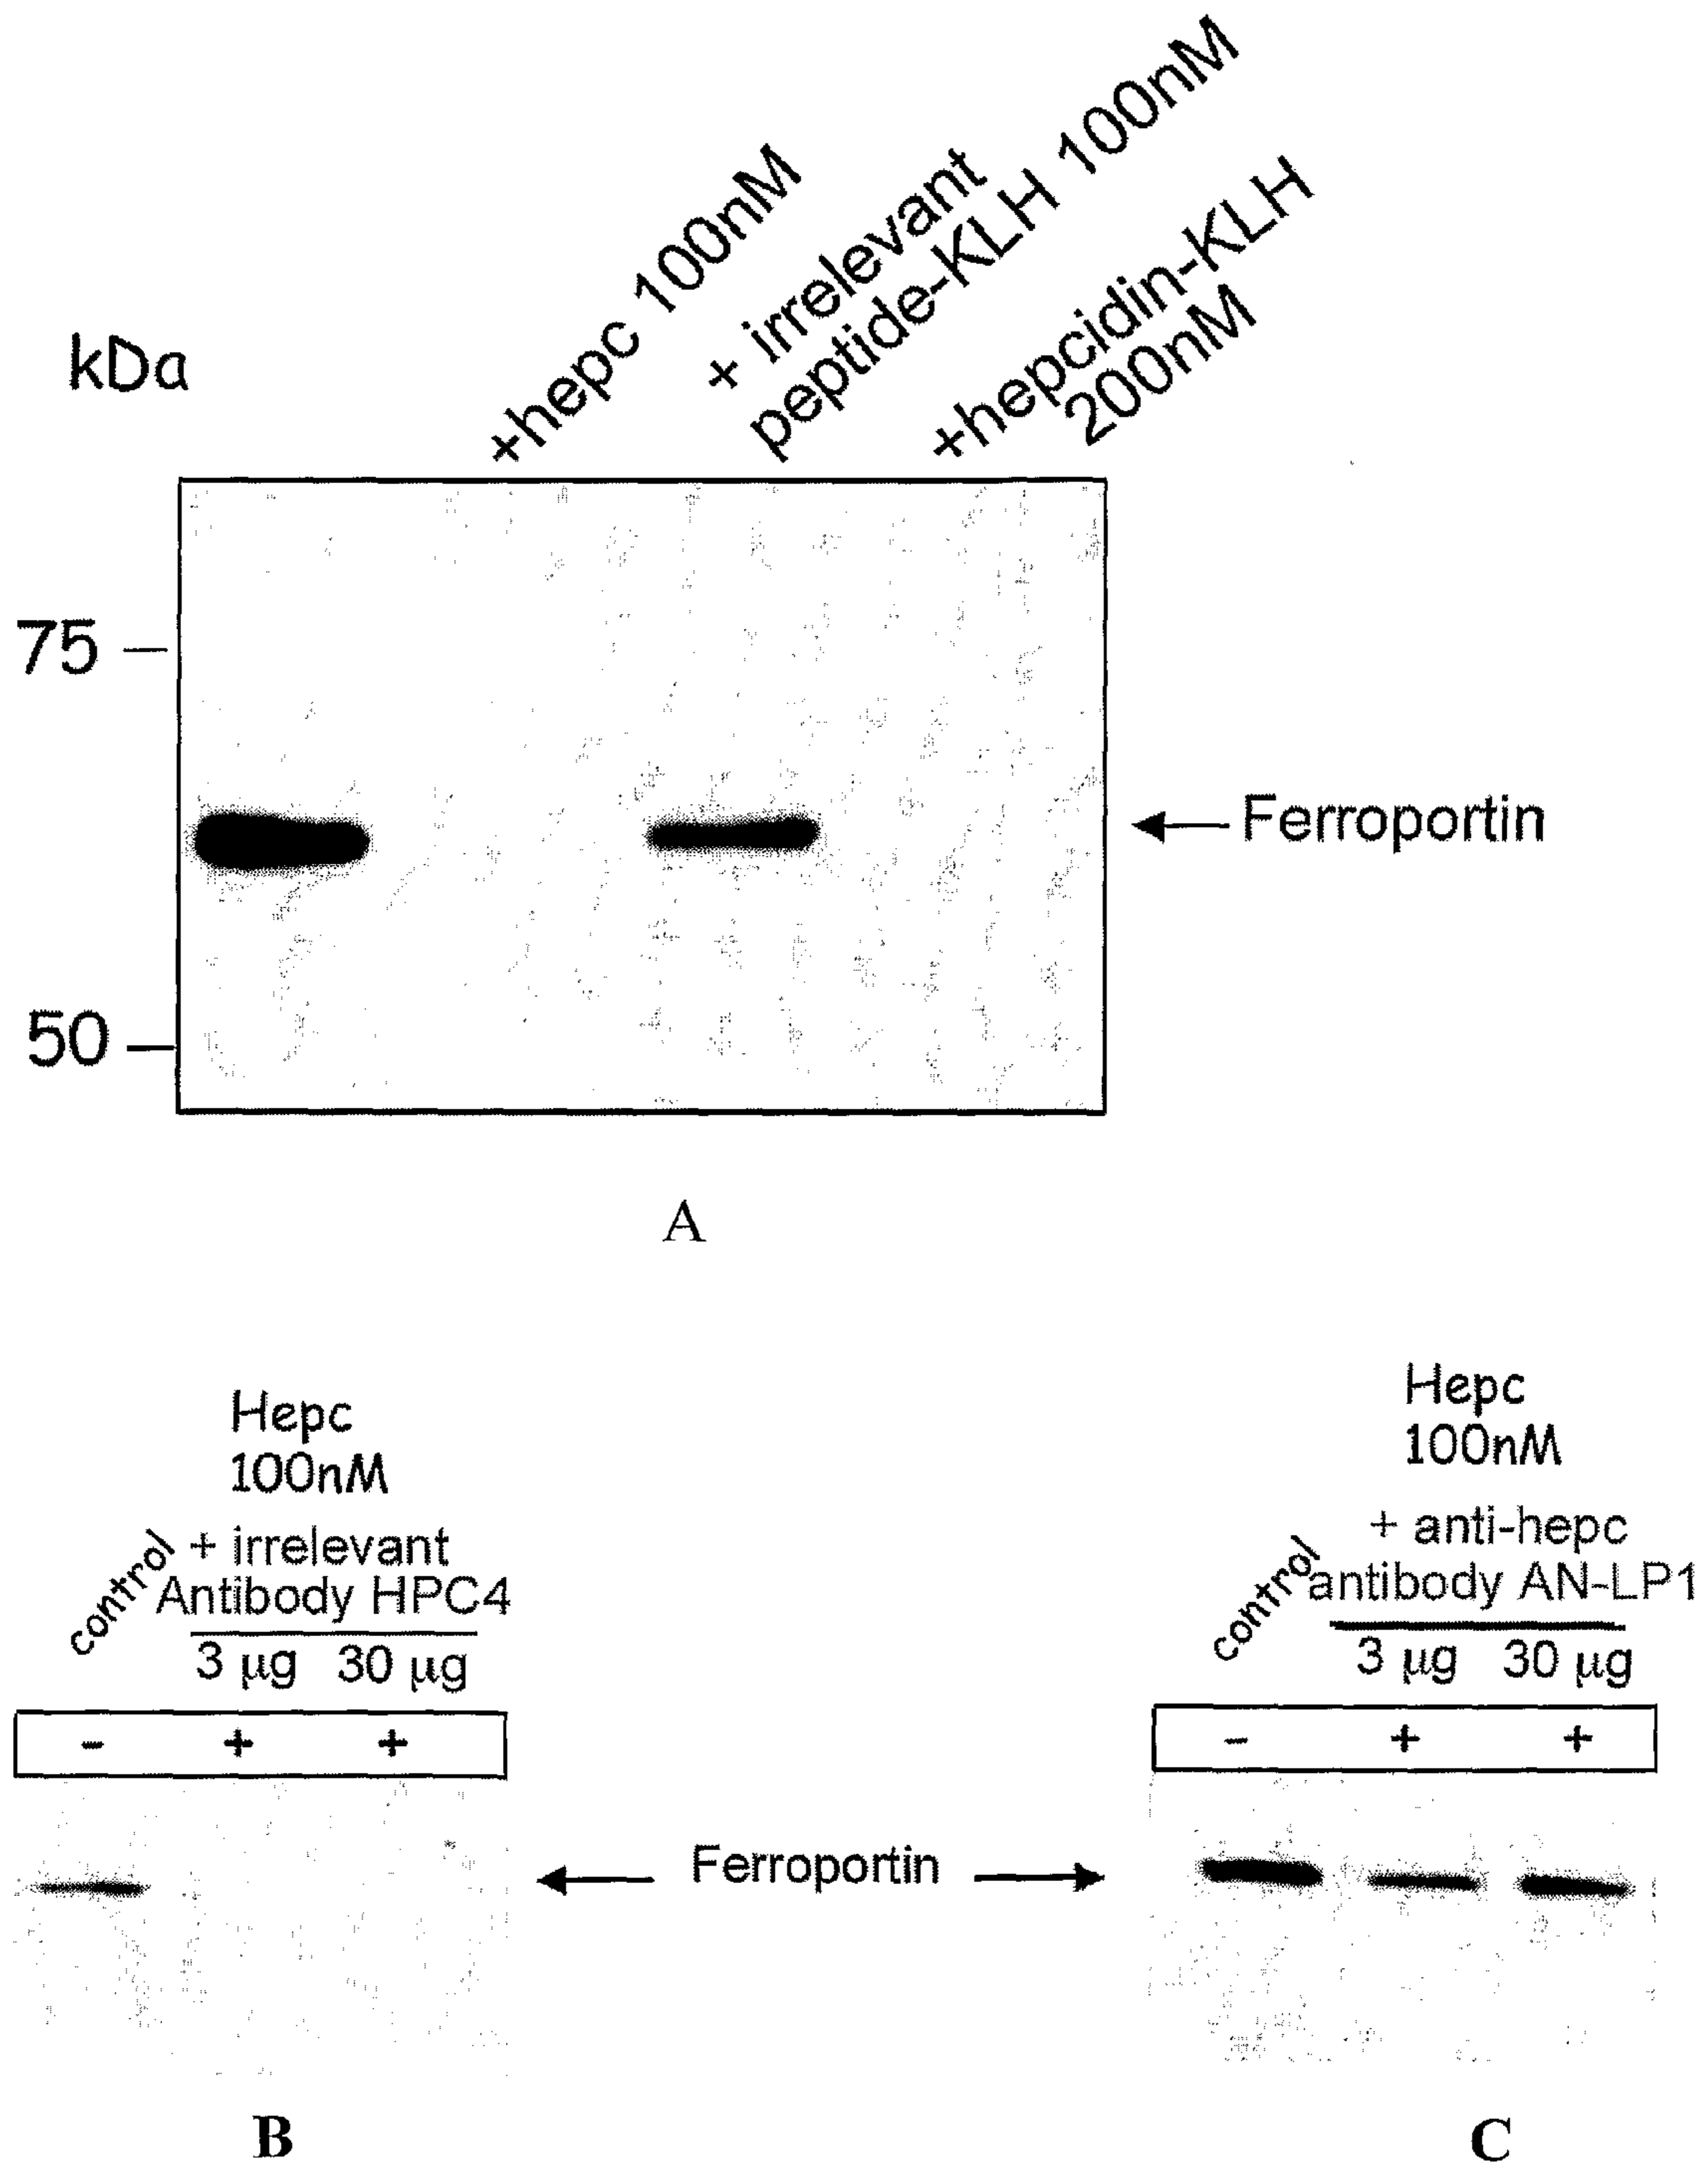 kDa
+hepc 100nM
+ irrelevant
peptide-KLH 100nM
+hepcidin-KLH
200nM
75
Ferroportin
50
A
Hepc
100nM
control
+ irrelevant
Antibody HPC4
3 µg 30 µg
- + +
Hepc
100nM
control
+ anti-hepc
antibody AN-LP1
3 µg 30 µg
- + +
Ferroportin
B
C